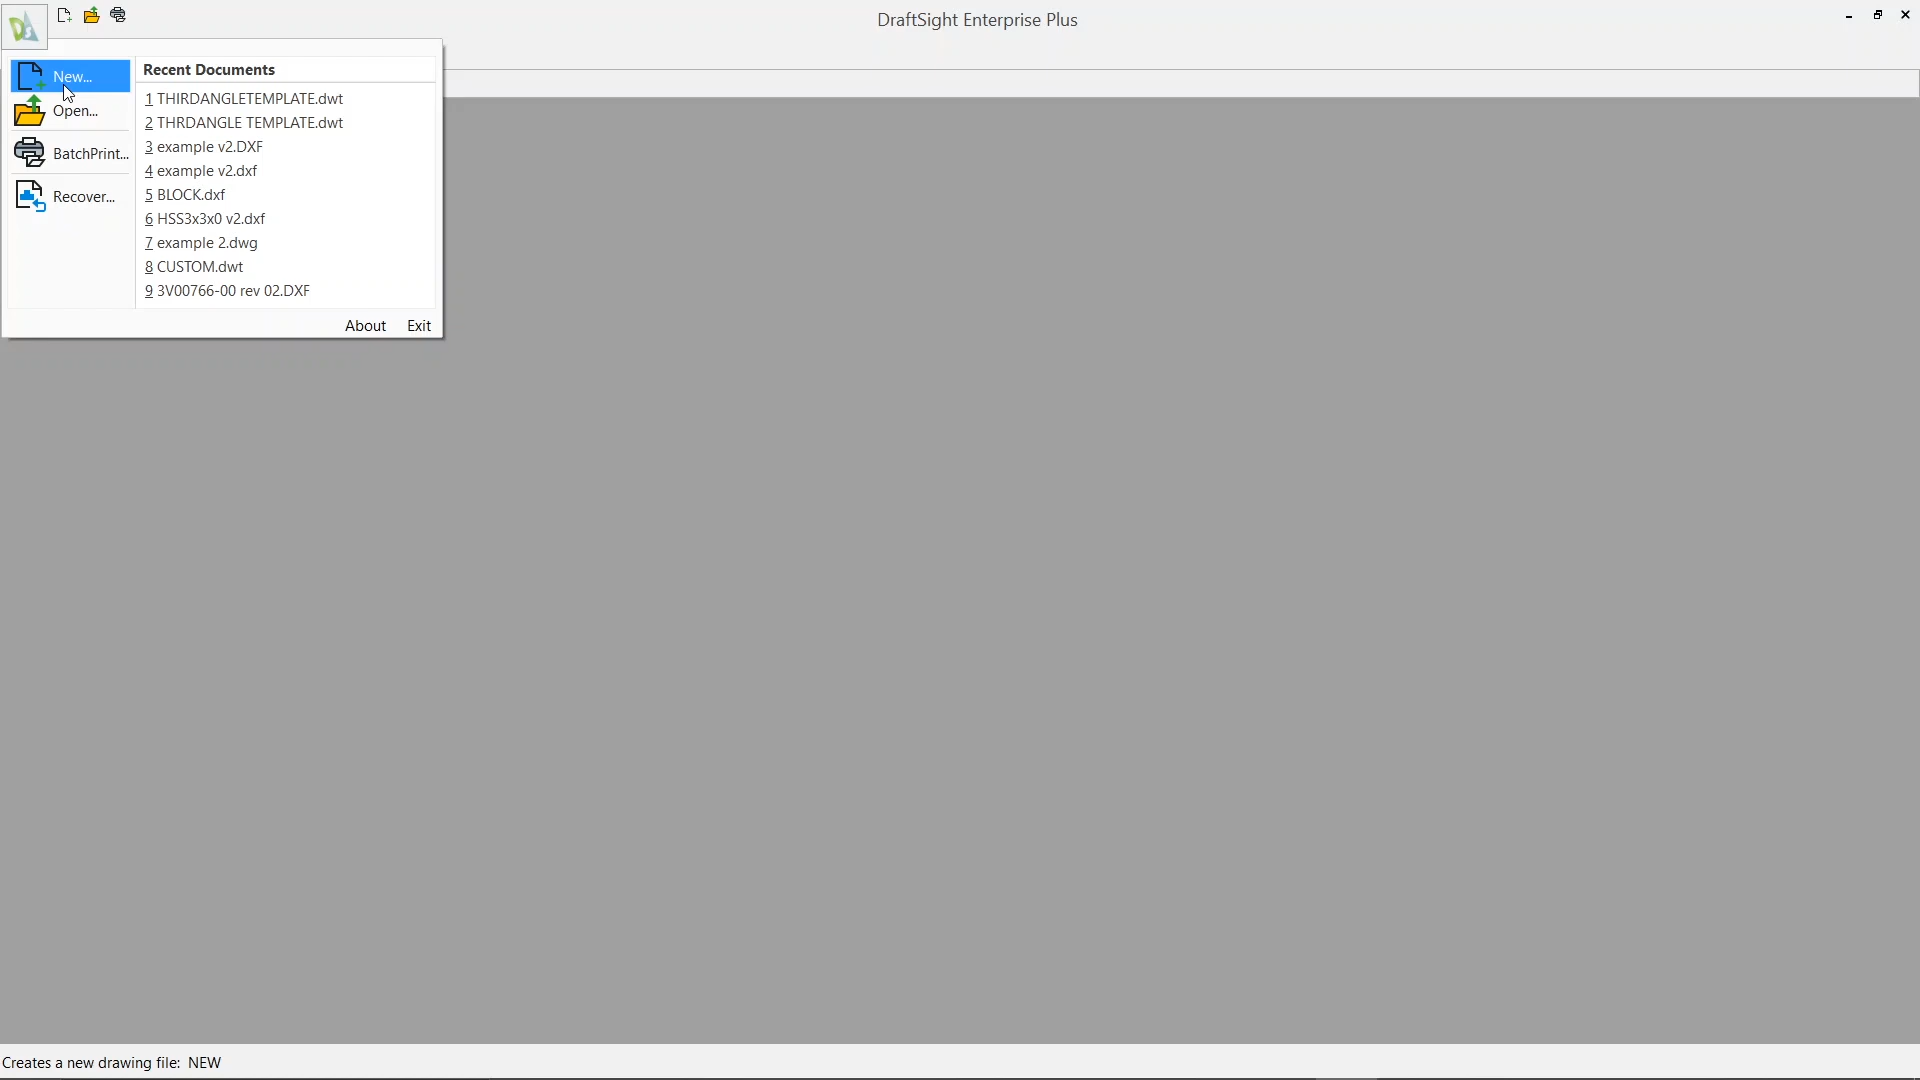 DraftSight Enterprise Plus
New...
Open...
BatchPrint...
Recover...
Recent Documents
1 THIRDANGLETEMPLATE.dwt
2 THRDANGLE TEMPLATE.dwt
3 example v2.DXF
4 example v2.dxf
5 BLOCK.dxf
6 HSS3x3x0 v2.dxf
7 example 2.dwg
8 CUSTOM.dwt
9 3V00766-00 rev 02.DXF
About Exit
Creates a new drawing file: NEW